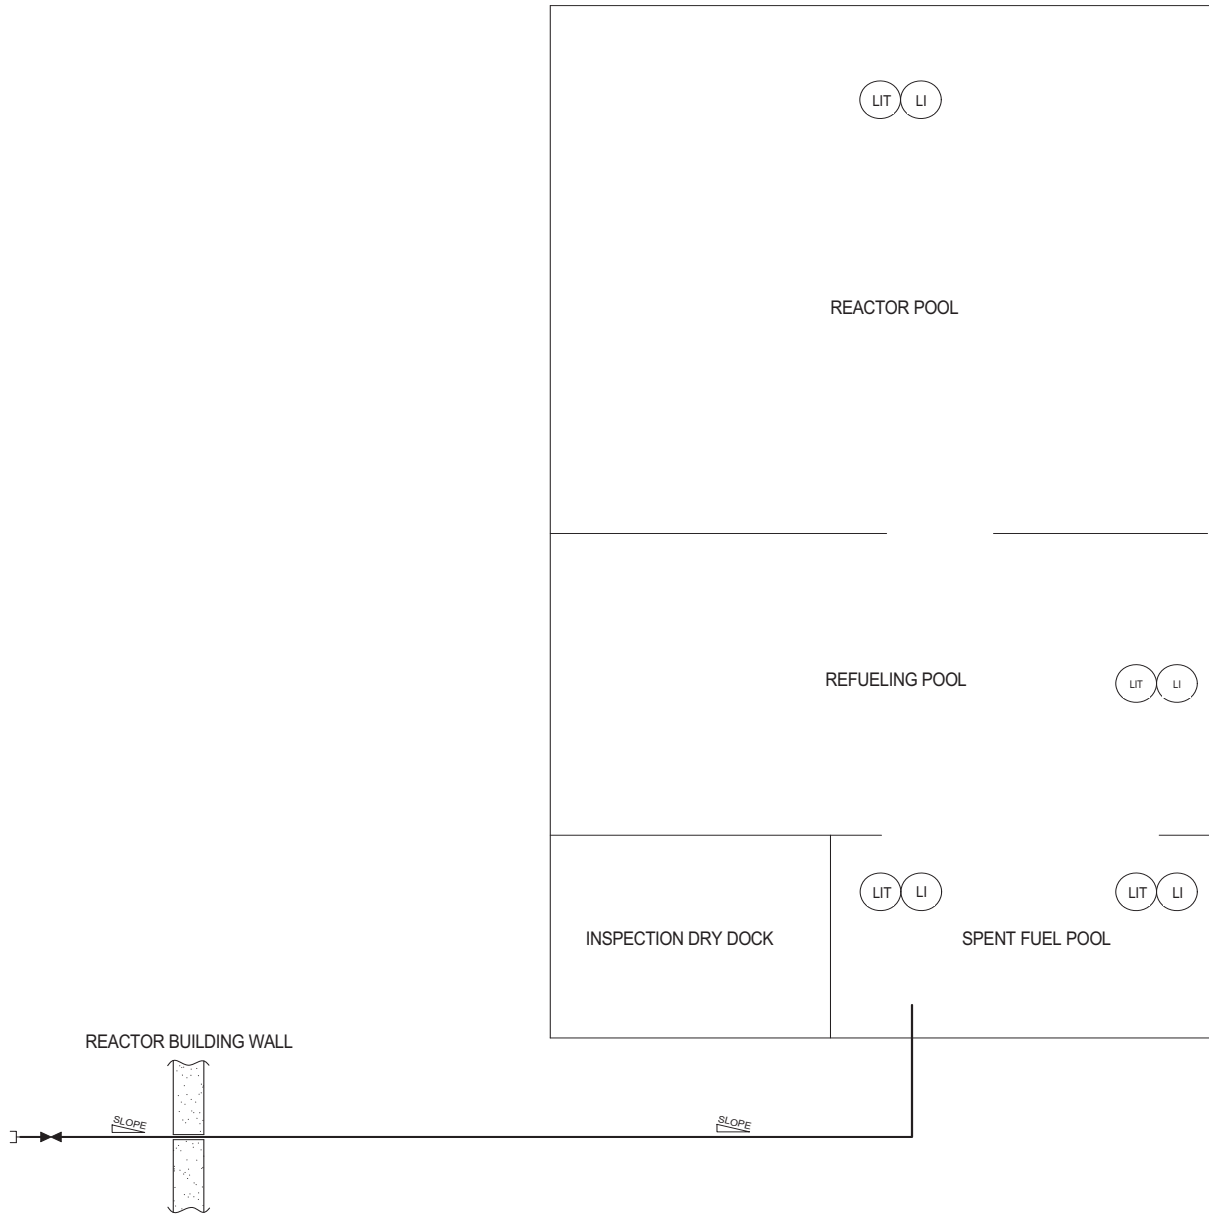 LIT LI
REACTOR POOL
REFUELING POOL
LIT LI
LIT LI
LIT LI
INSPECTION DRY DOCK
SPENT FUEL POOL
REACTOR BUILDING WALL
SLOPE
SLOPE